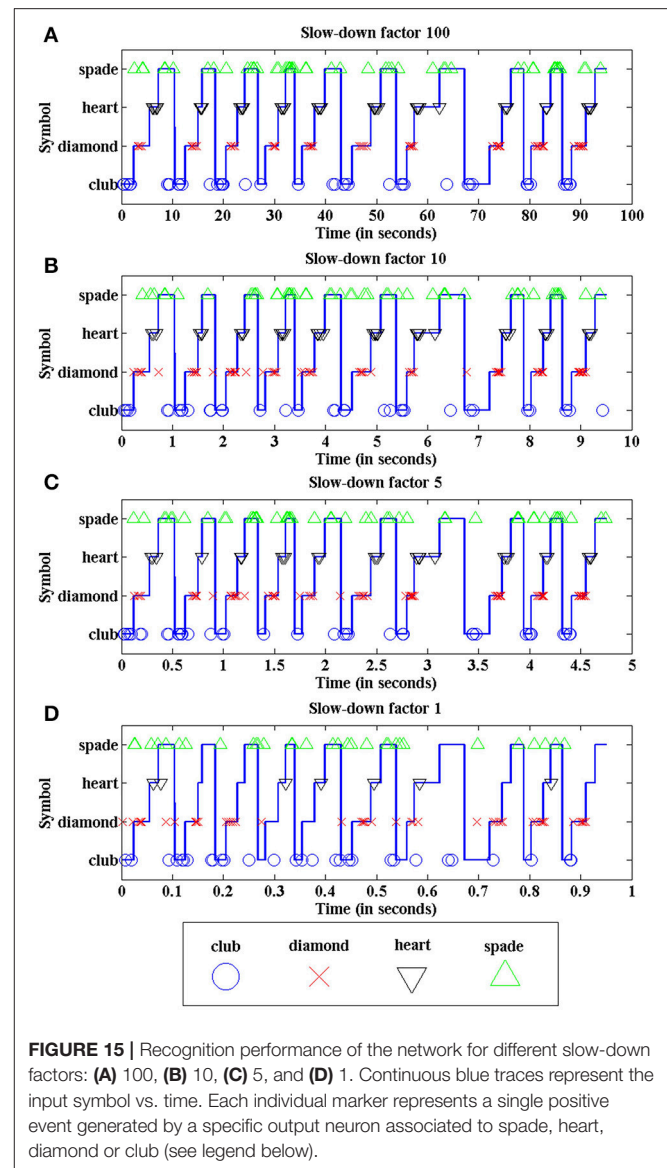 A
Slow-down factor 100
Symbol
spade
heart
diamond
club
0 10 20 30 40 50 60 70 80 90 100
Time (in seconds)
B
Slow-down factor 10
Symbol
spade
heart
diamond
club
0 1 2 3 4 5 6 7 8 9 10
Time (in seconds)
C
Slow-down factor 5
Symbol
spade
heart
diamond
club
0 0.5 1 1.5 2 2.5 3 3.5 4 4.5 5
Time (in seconds)
D
Slow-down factor 1
Symbol
spade
heart
diamond
club
0 0.1 0.2 0.3 0.4 0.5 0.6 0.7 0.8 0.9 1
Time (in seconds)
club diamond heart spade
FIGURE 15 | Recognition performance of the network for different slow-down
factors: (A) 100, (B) 10, (C) 5, and (D) 1. Continuous blue traces represent the
input symbol vs. time. Each individual marker represents a single positive
event generated by a specific output neuron associated to spade, heart,
diamond or club (see legend below).